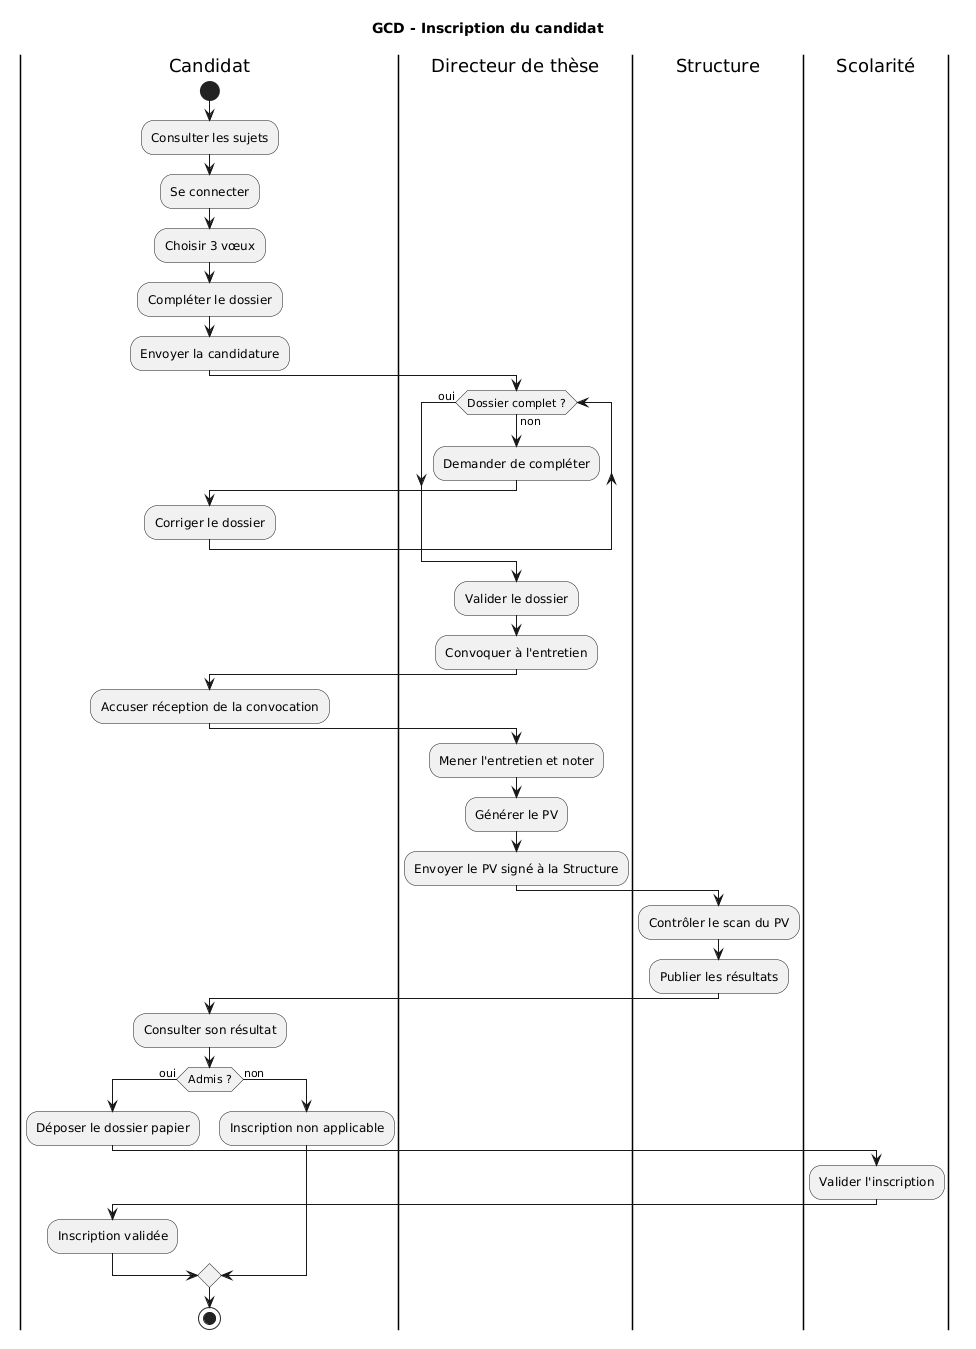 GCD - Inscription du candidat
Candidat
Directeur de thèse
Structure
Scolarité
Consulter les sujets
Se connecter
Choisir 3 vœux
Compléter le dossier
Envoyer la candidature
oui
Dossier complet ?
non
Demander de compléter
Corriger le dossier
Valider le dossier
Convoquer à l'entretien
Accuser réception de la convocation
Mener l'entretien et noter
Générer le PV
Envoyer le PV signé à la Structure
Contrôler le scan du PV
Publier les résultats
Consulter son résultat
oui
Admis ?
non
Déposer le dossier papier
Inscription non applicable
Valider l'inscription
Inscription validée